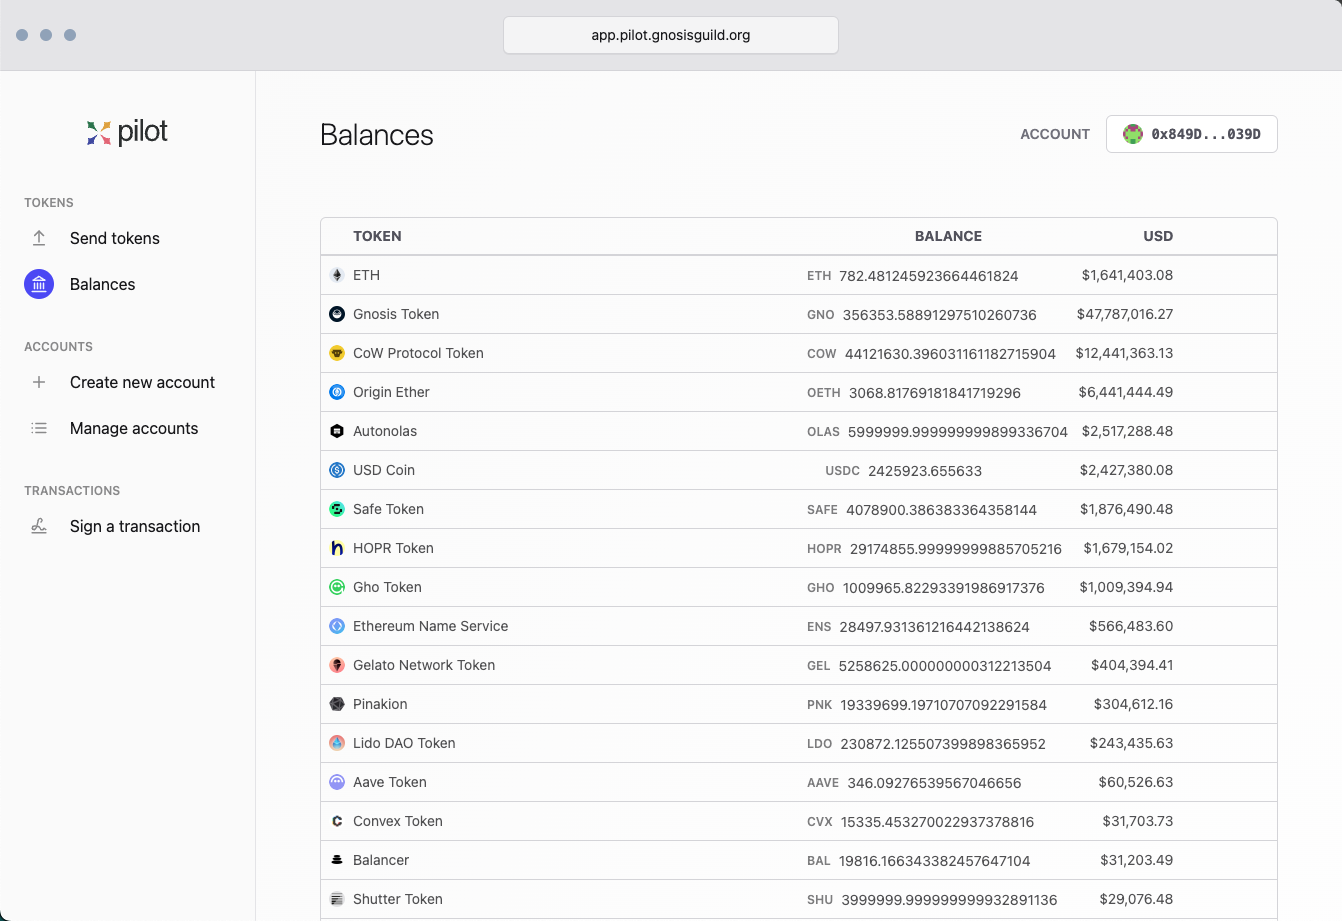 app.pilot.gnosisguild.org
pilot
Balances
ACCOUNT 0x849D...039D
TOKENS
Send tokens
Balances
ACCOUNTS
Create new account
Manage accounts
TRANSACTIONS
Sign a transaction
TOKEN BALANCE USD
ETH ETH 782.481245923664461824 $1,641,403.08
Gnosis Token GNO 356353.58891297510260736 $47,787,016.27
CoW Protocol Token COW 44121630.396031161182715904 $12,441,363.13
Origin Ether OETH 3068.81769181841719296 $6,441,444.49
Autonolas OLAS 5999999.999999999899336704 $2,517,288.48
USD Coin USDC 2425923.655633 $2,427,380.08
Safe Token SAFE 4078900.386383364358144 $1,876,490.48
HOPR Token HOPR 29174855.99999999885705216 $1,679,154.02
Gho Token GHO 1009965.82293391986917376 $1,009,394.94
Ethereum Name Service ENS 28497.931361216442138624 $566,483.60
Gelato Network Token GEL 5258625.000000000312213504 $404,394.41
Pinakion PNK 19339699.19710707092291584 $304,612.16
Lido DAO Token LDO 230872.125507399898365952 $243,435.63
Aave Token AAVE 346.09276539567046656 $60,526.63
Convex Token CVX 15335.453270022937378816 $31,703.73
Balancer BAL 19816.166343382457647104 $31,203.49
Shutter Token SHU 3999999.999999999932891136 $29,076.48